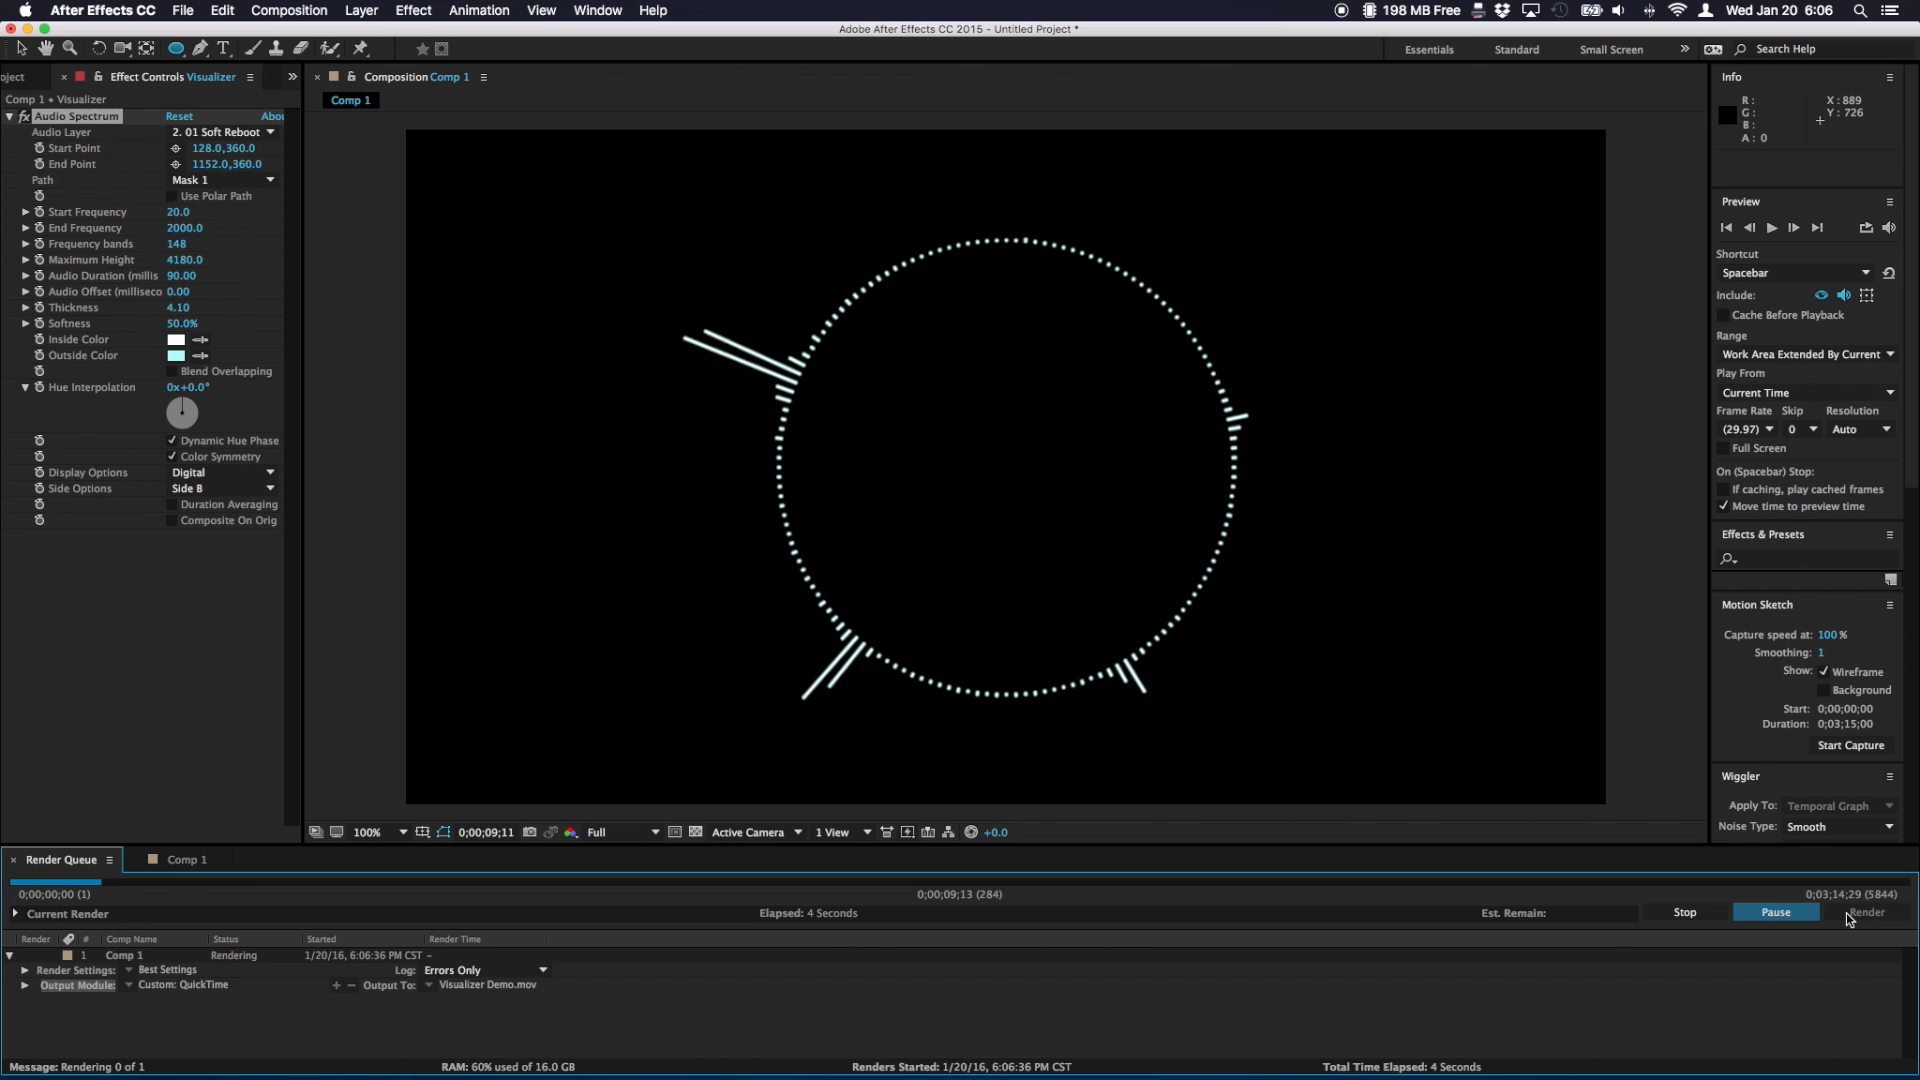 After Effects CC File Edit Composition Layer Effect Animation View Window Help 198 MB Free Wed Jan 20 6:06
Adobe After Effects CC 2015 - Untitled Project *
Essentials Standard Small Screen Search Help
oject Effect Controls Visualizer Composition Comp 1 Info
Comp 1 • Visualizer
Comp 1
R: G: B: A: 0
X: 889 Y: 726
fx Audio Spectrum Reset Abou
Audio Layer 2. 01 Soft Reboot
Start Point 128.0,360.0
End Point 1152.0,360.0
Path Mask 1
Use Polar Path
Start Frequency 20.0
End Frequency 2000.0
Frequency bands 148
Maximum Height 4180.0
Audio Duration (millis 90.00
Audio Offset (milliseco 0.00
Thickness 4.10
Softness 50.0%
Inside Color
Outside Color
Blend Overlapping
Hue Interpolation 0x+0.0°
Dynamic Hue Phase
Color Symmetry
Display Options Digital
Side Options Side B
Duration Averaging
Composite On Orig
Preview
Shortcut
Spacebar
Include:
Cache Before Playback
Range
Work Area Extended By Current
Play From
Current Time
Frame Rate Skip Resolution
(29.97) 0 Auto
Full Screen
On (Spacebar) Stop:
If caching, play cached frames
Move time to preview time
Effects & Presets
Motion Sketch
Capture speed at: 100 %
Smoothing: 1
Show: Wireframe
Background
Start: 0;00;00;00
Duration: 0;03;15;00
Start Capture
Wiggler
Apply To: Temporal Graph
Noise Type: Smooth
100% 0;00;09;11 Full Active Camera 1 View +0.0
Render Queue Comp 1
0;00;00;00 (1) 0;00;09;13 (284) 0;03;14;29 (5844)
Current Render Elapsed: 4 Seconds Est. Remain: Stop Pause Render
Render # Comp Name Status Started Render Time
1 Comp 1 Rendering 1/20/16, 6:06:36 PM CST -
Render Settings: Best Settings Log: Errors Only
Output Module: Custom: QuickTime + − Output To: Visualizer Demo.mov
Message: Rendering 0 of 1 RAM: 60% used of 16.0 GB Renders Started: 1/20/16, 6:06:36 PM CST Total Time Elapsed: 4 Seconds